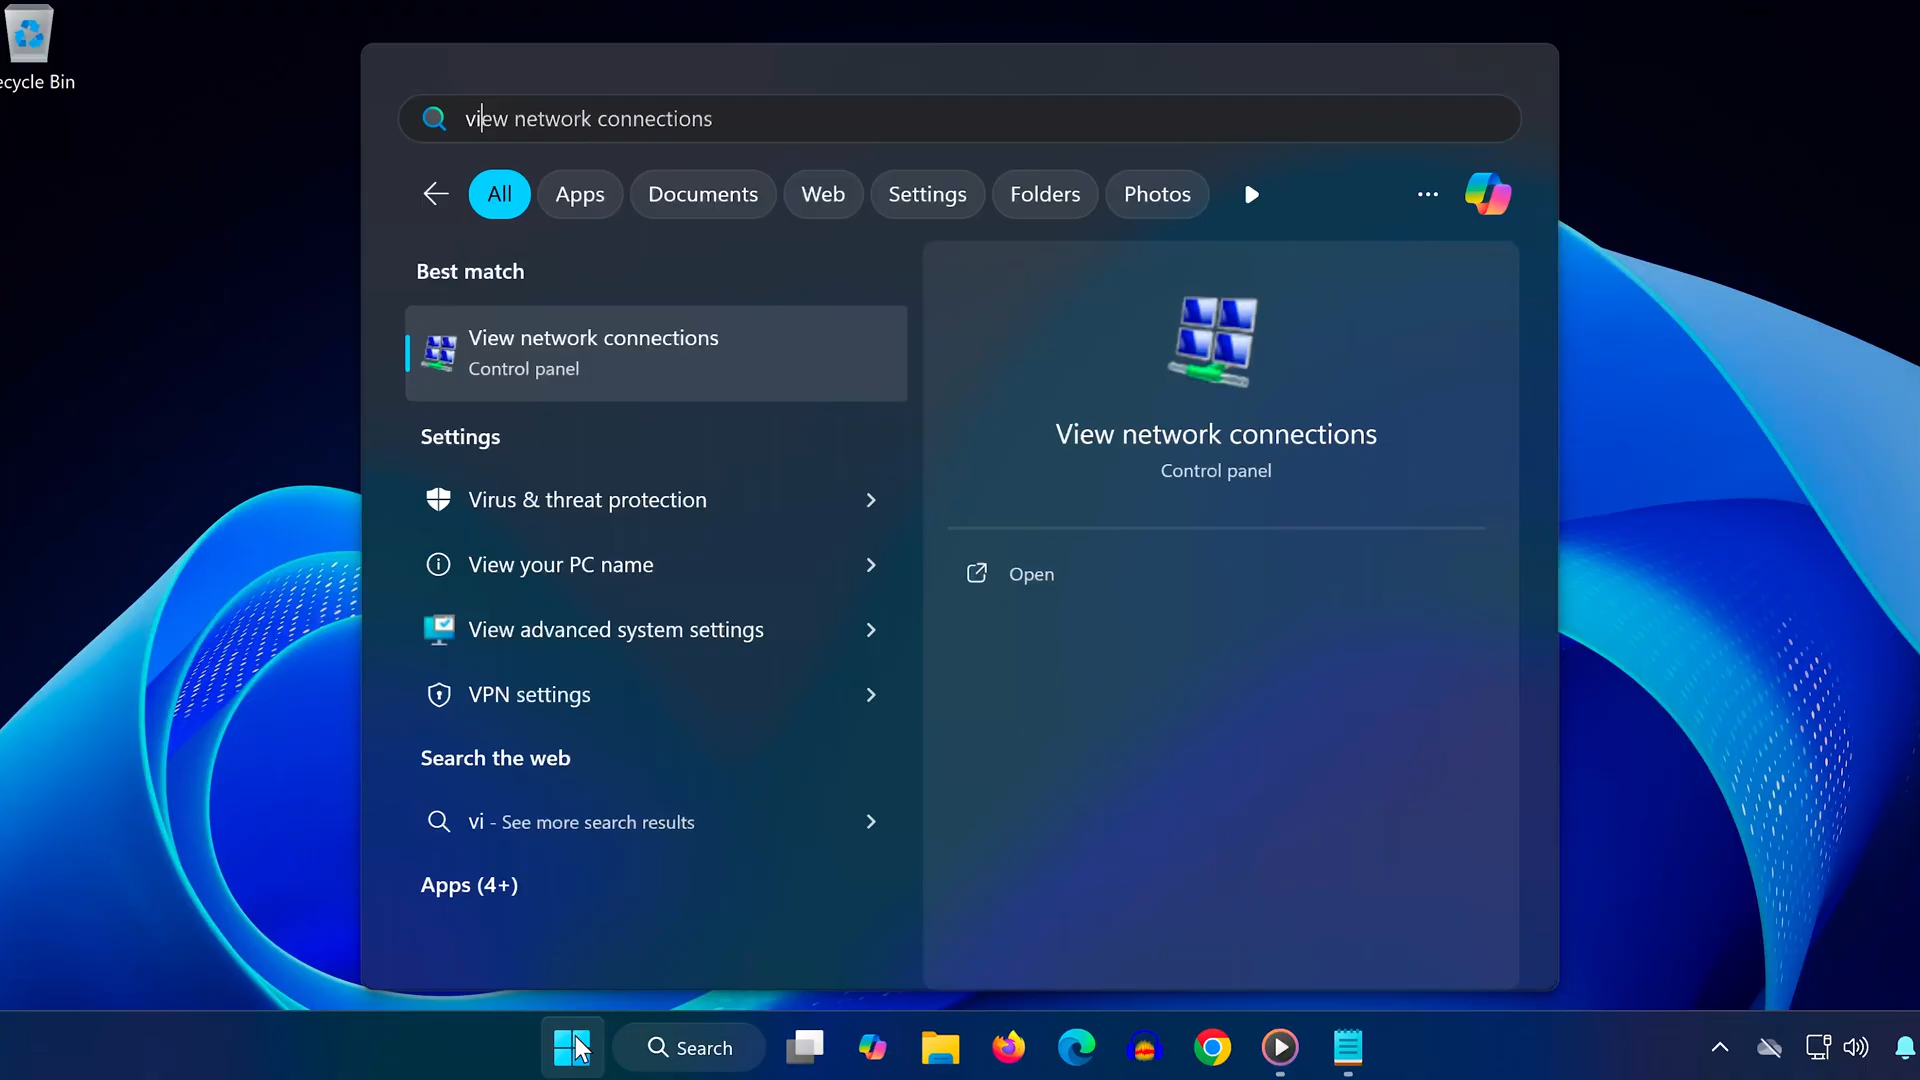 ecycle Bin
view network connections
All
Apps
Documents
Web
Settings
Folders
Photos
Best match
View network connections
Control panel
Settings
Virus & threat protection
View your PC name
View advanced system settings
VPN settings
Search the web
vi - See more search results
Apps (4+)
View network connections
Control panel
Open
Search